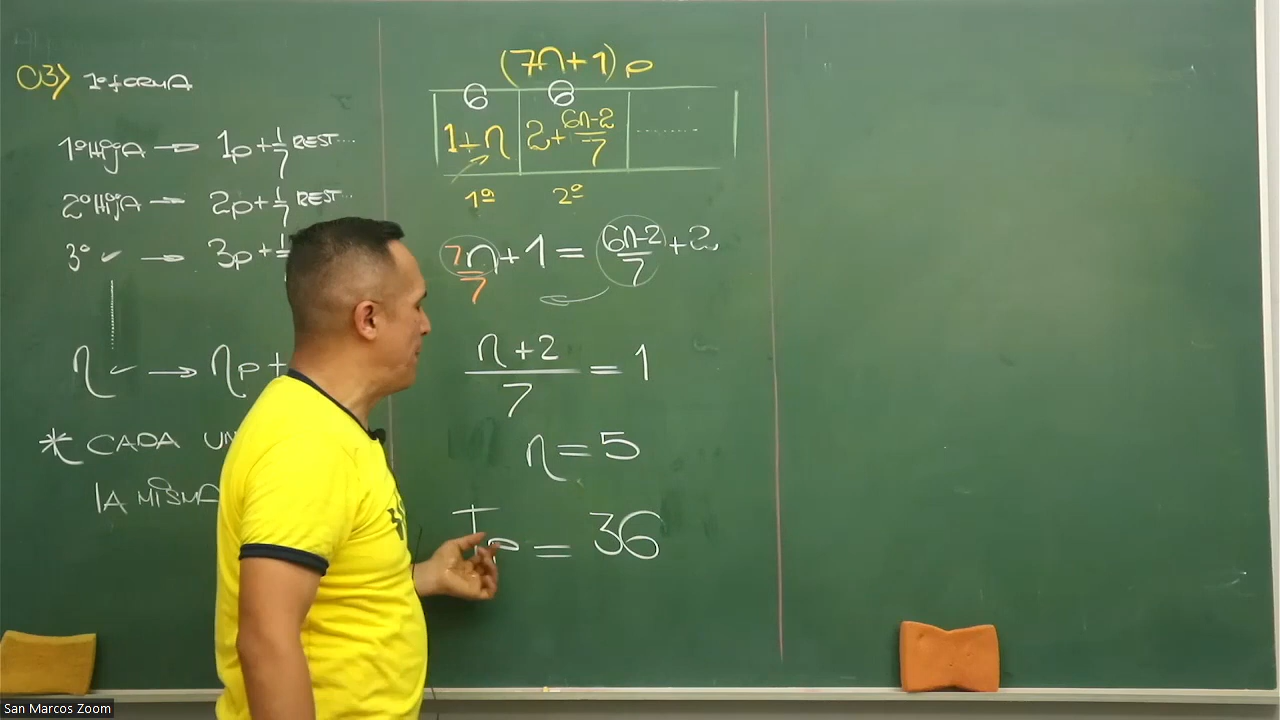 03) 1º forma
1º HijA → 1p + 1/7 REST...
2º HijA → 2p + 1/7 REST...
3º ✓ → 3p +
n ✓ → np +
* CADA UN
lA MISMA
(7n+1) p
6 6
1+n 2+ 6n-2/7 ........
1º 2º
7n/7 + 1 = 6n-2/7 + 2
n+2/7 = 1
n = 5
Tp = 36
San Marcos Zoom